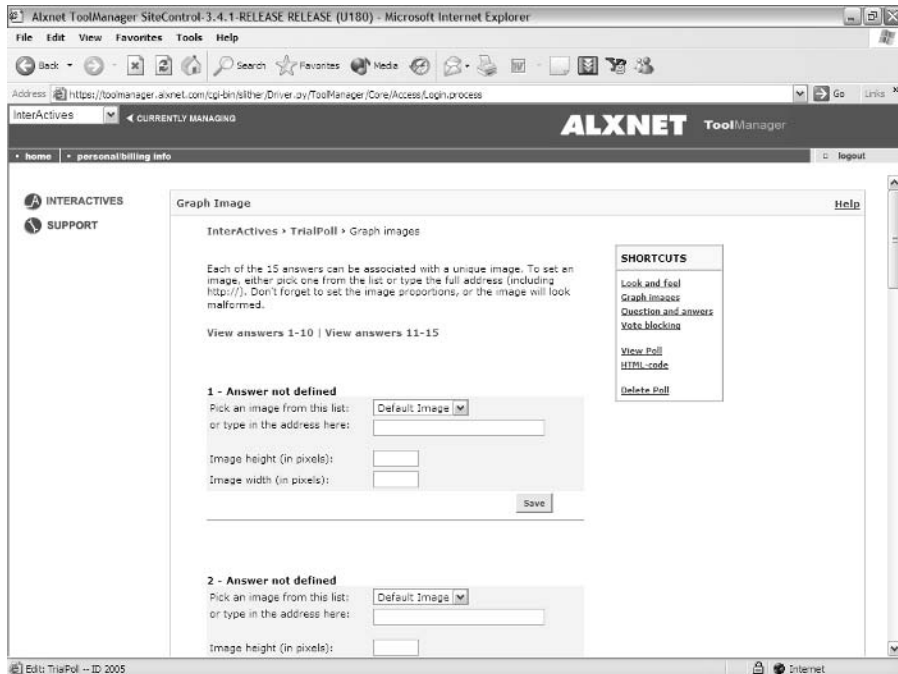 Alxnet ToolManager SiteControl-3.4.1-RELEASE RELEASE (U180) - Microsoft Internet Explorer
File Edit View Favorites Tools Help
Back Search Favorites Media
Address https://toolmanager.alxnet.com/cgi-bin/slither/Driver.py/ToolManager/Core/Access/Login.process Go Links
InterActives CURRENTLY MANAGING ALXNET ToolManager
home personal/billing info logout
INTERACTIVES
SUPPORT
Graph Image Help
InterActives > TrialPoll > Graph images
Each of the 15 answers can be associated with a unique image. To set an
image, either pick one from the list or type the full address (including
http://). Don't forget to set the image proportions, or the image will look
malformed.
View answers 1-10 | View answers 11-15
SHORTCUTS
Look and feel
Graph images
Question and anwers
Vote blocking
View Poll
HTML-code
Delete Poll
1 - Answer not defined
Pick an image from this list: Default Image
or type in the address here:
Image height (in pixels):
Image width (in pixels):
Save
2 - Answer not defined
Pick an image from this list: Default Image
or type in the address here:
Image height (in pixels):
Edit: TrialPoll -- ID 2005 Internet